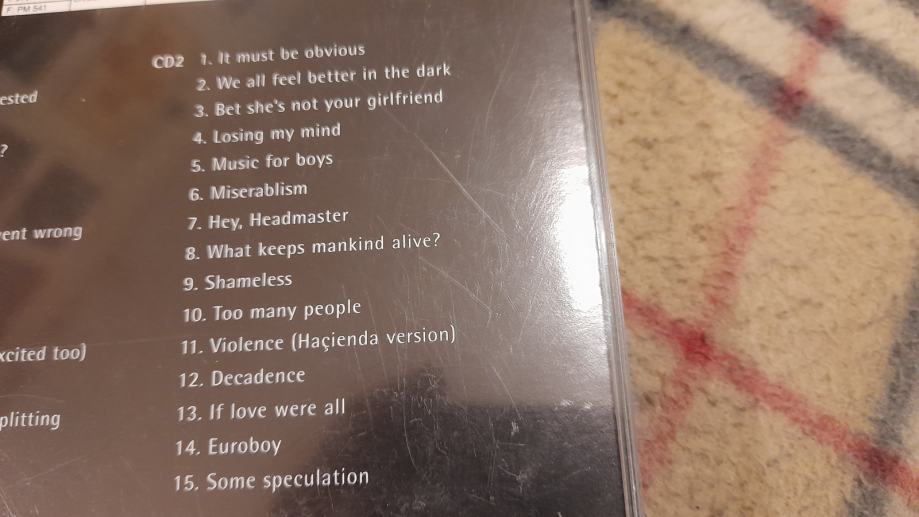 F: PM 541
ested
?
ent wrong
xcited too)
plitting
CD2 1. It must be obvious
2. We all feel better in the dark
3. Bet she's not your girlfriend
4. Losing my mind
5. Music for boys
6. Miserablism
7. Hey, Headmaster
8. What keeps mankind alive?
9. Shameless
10. Too many people
11. Violence (Haçienda version)
12. Decadence
13. If love were all
14. Euroboy
15. Some speculation